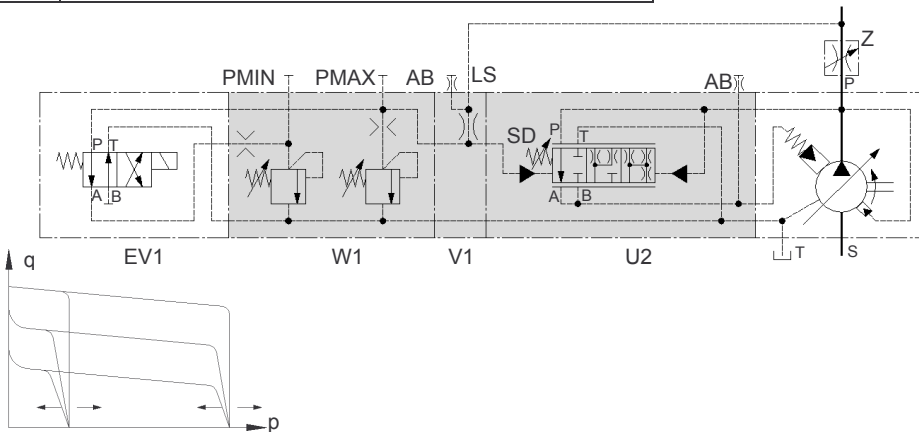 PMIN PMAX AB LS AB Z
P
SD P T
P T
A B
A B
T S
EV1 W1 V1 U2
q
p